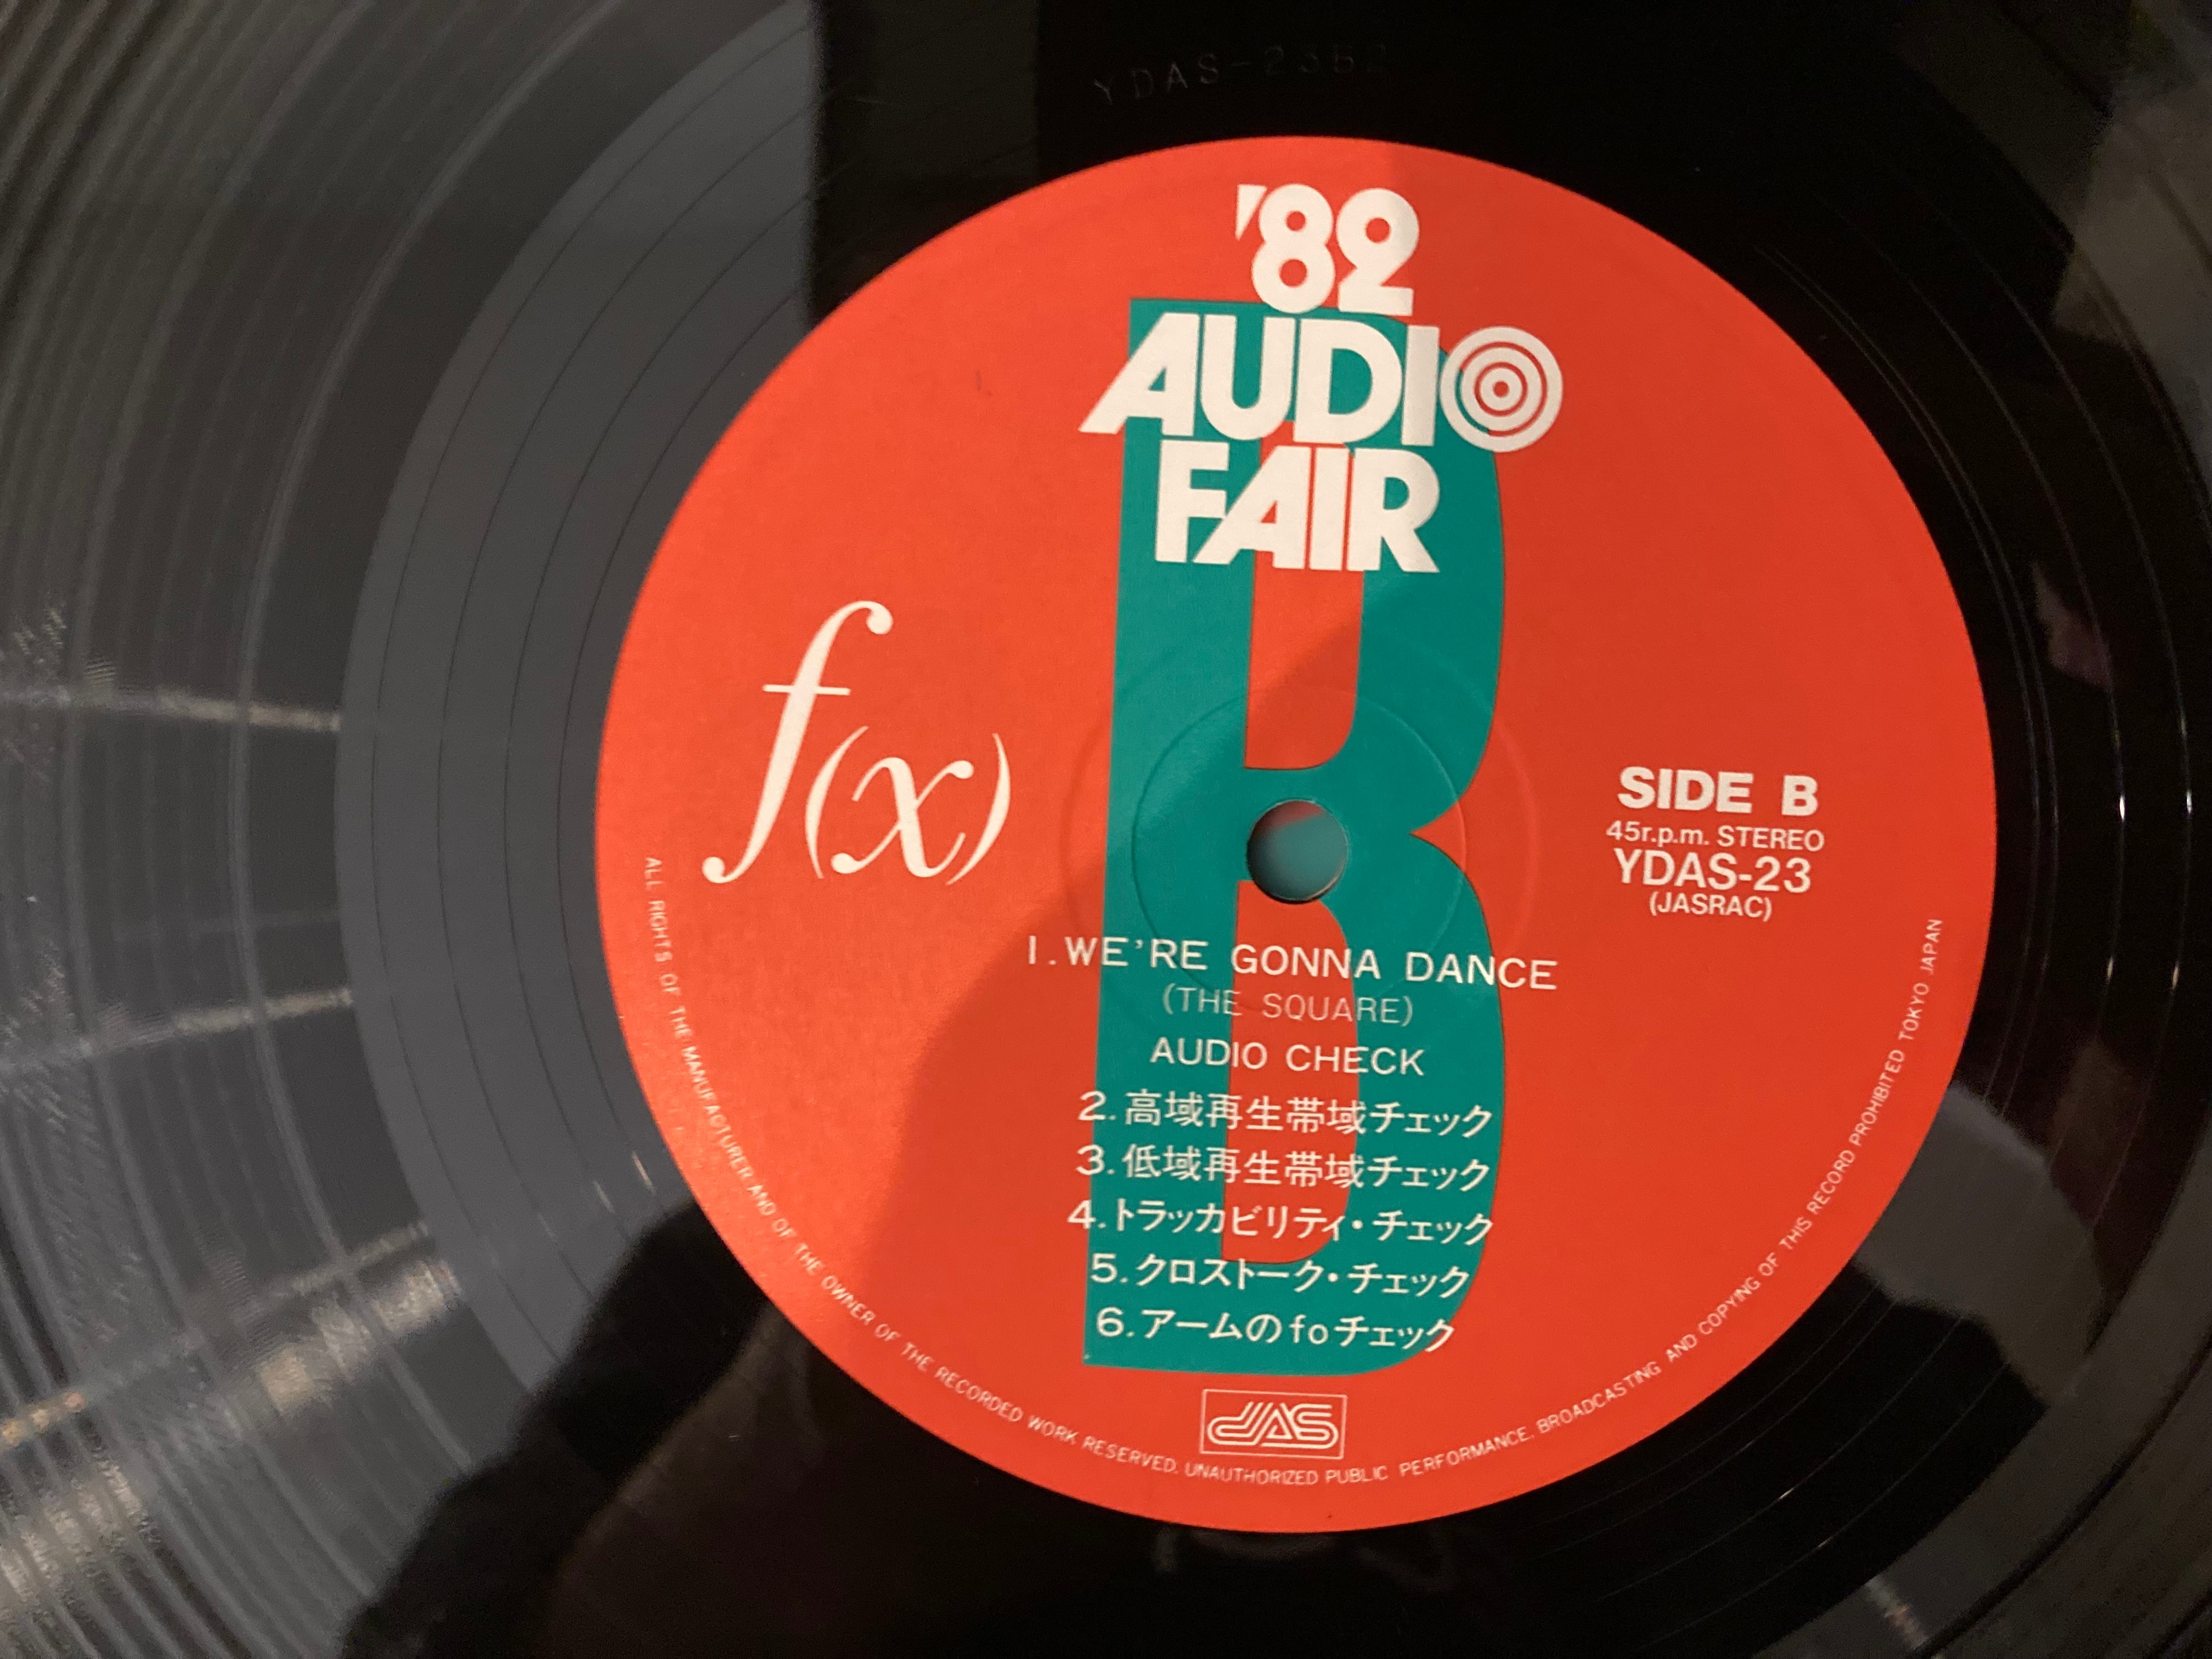 YDAS-23B2
'82
AUDIO
FAIR
f(x)
SIDE B
45r.p.m. STEREO
YDAS-23
(JASRAC)
1.WE'RE GONNA DANCE
(THE SQUARE)
AUDIO CHECK
2.高域再生帯域チェック
3.低域再生帯域チェック
4.トラッカビリティ・チェック
5.クロストーク・チェック
6.アームのfoチェック
JAS
ALL RIGHTS OF THE MANUFACTURER AND OF THE OWNER OF THE RECORDED WORK RESERVED. UNAUTHORIZED PUBLIC PERFORMANCE. BROADCASTING AND COPYING OF THIS RECORD PROHIBITED TOKYO JAPAN